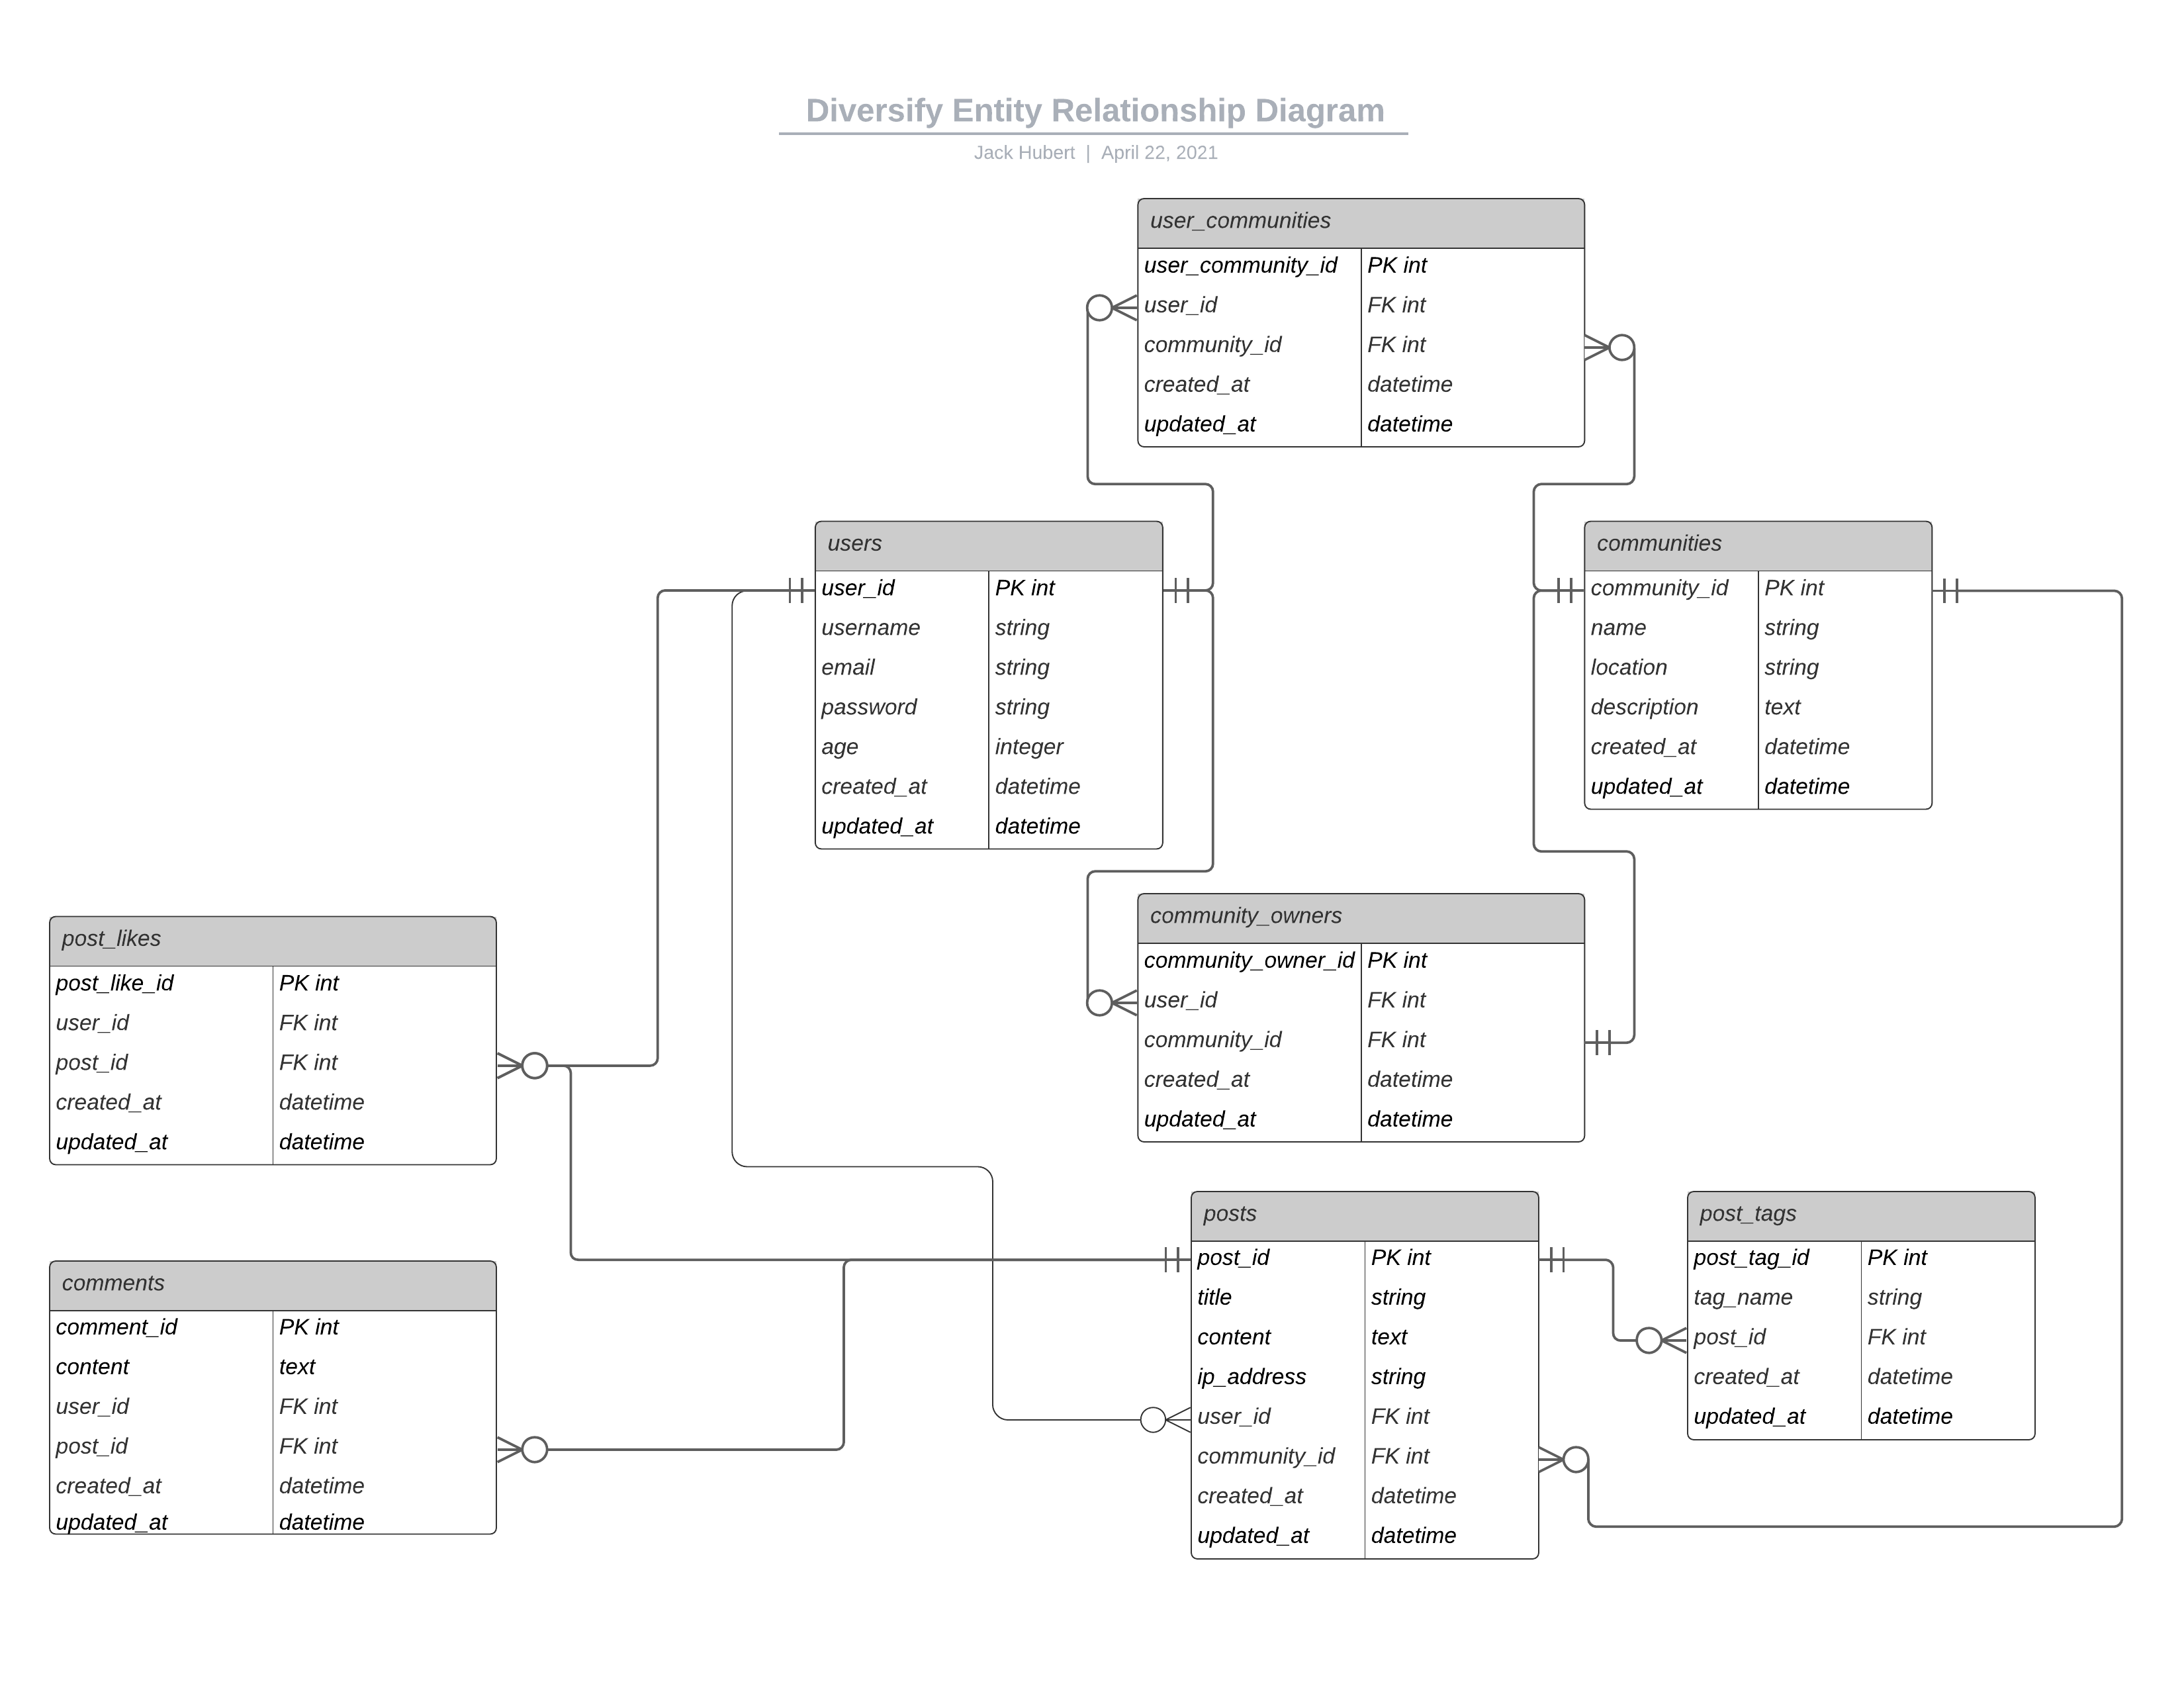 Diversify Entity Relationship Diagram
Jack Hubert | April 22, 2021
user_communities
user_community_id PK int
user_id FK int
community_id FK int
created_at datetime
updated_at datetime
users
user_id PK int
username string
email string
password string
age integer
created_at datetime
updated_at datetime
communities
community_id PK int
name string
location string
description text
created_at datetime
updated_at datetime
community_owners
community_owner_id PK int
user_id FK int
community_id FK int
created_at datetime
updated_at datetime
post_likes
post_like_id PK int
user_id FK int
post_id FK int
created_at datetime
updated_at datetime
comments
comment_id PK int
content text
user_id FK int
post_id FK int
created_at datetime
updated_at datetime
posts
post_id PK int
title string
content text
ip_address string
user_id FK int
community_id FK int
created_at datetime
updated_at datetime
post_tags
post_tag_id PK int
tag_name string
post_id FK int
created_at datetime
updated_at datetime